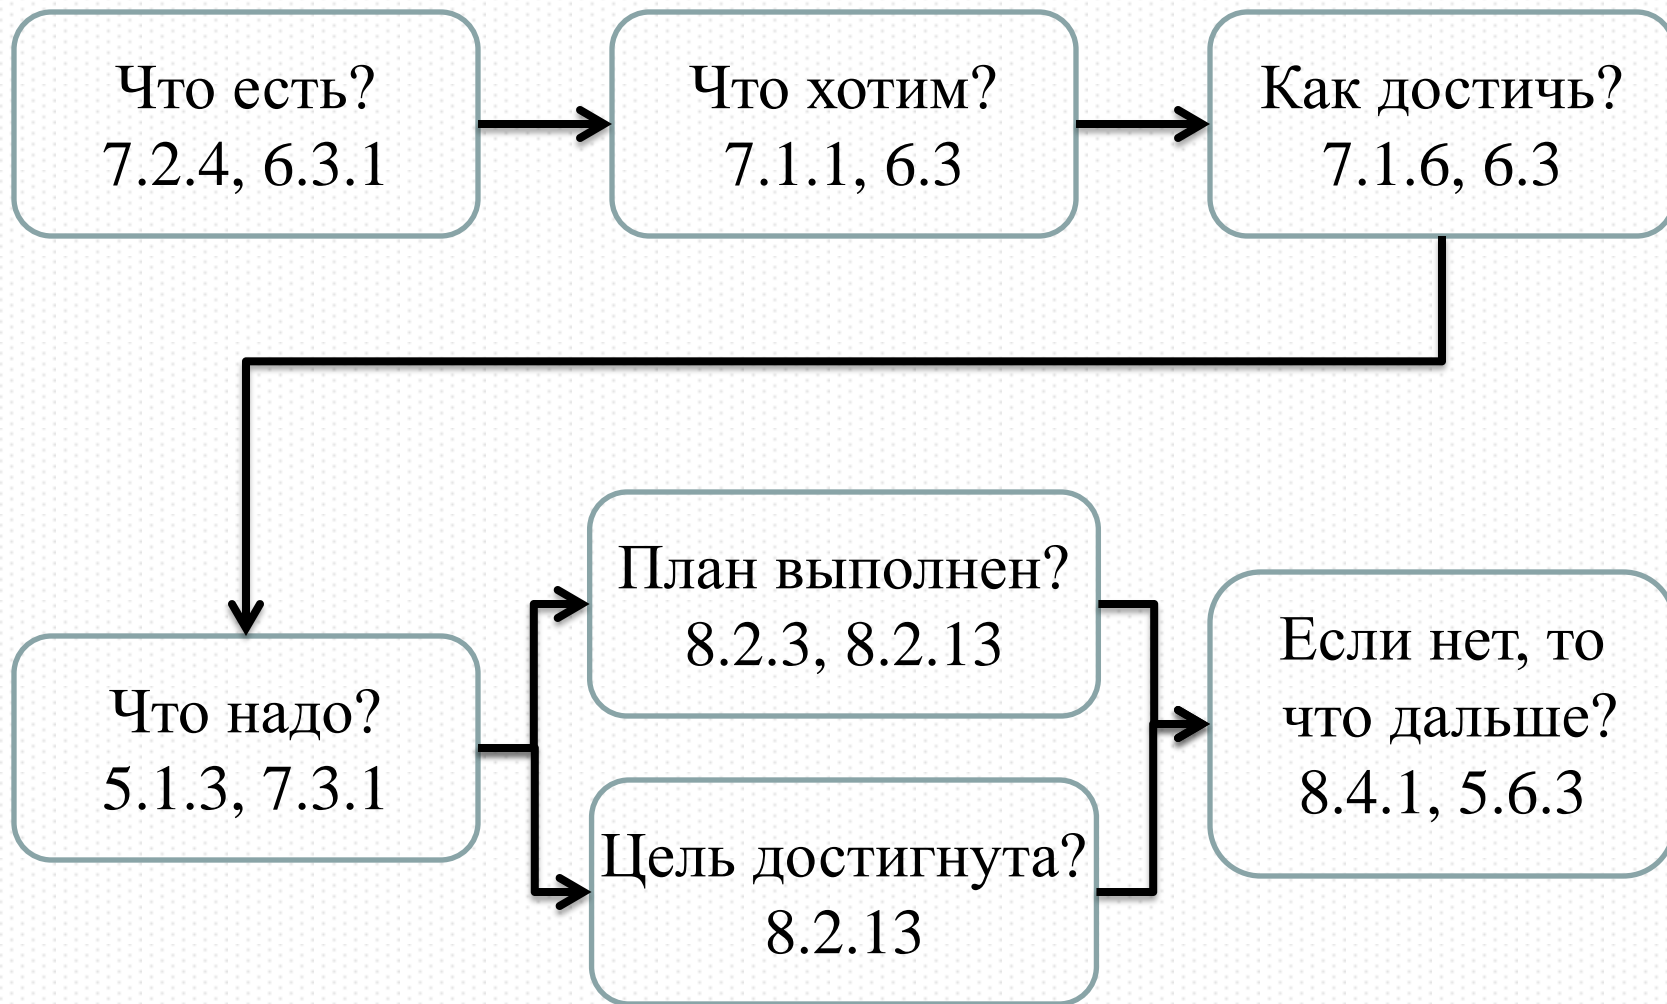 Что есть?
7.2.4, 6.3.1
Что хотим?
7.1.1, 6.3
Как достичь?
7.1.6, 6.3
Что надо?
5.1.3, 7.3.1
План выполнен?
8.2.3, 8.2.13
Цель достигнута?
8.2.13
Если нет, то
что дальше?
8.4.1, 5.6.3